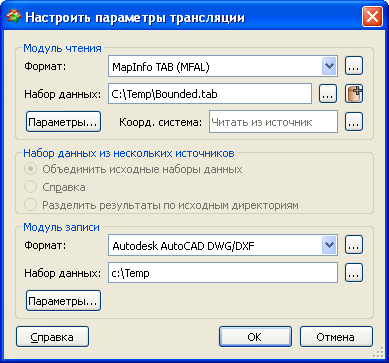 Настроить параметры трансляции
Модуль чтения
Формат: MapInfo TAB (MFAL) ...
Набор данных: C:\Temp\Bounded.tab ...
Параметры... Коорд. система: Читать из источник
Набор данных из нескольких источников
Объединить исходные наборы данных
Справка
Разделить результаты по исходным директориям
Модуль записи
Формат: Autodesk AutoCAD DWG/DXF ...
Набор данных: c:\Temp ...
Параметры...
Справка OK Отмена